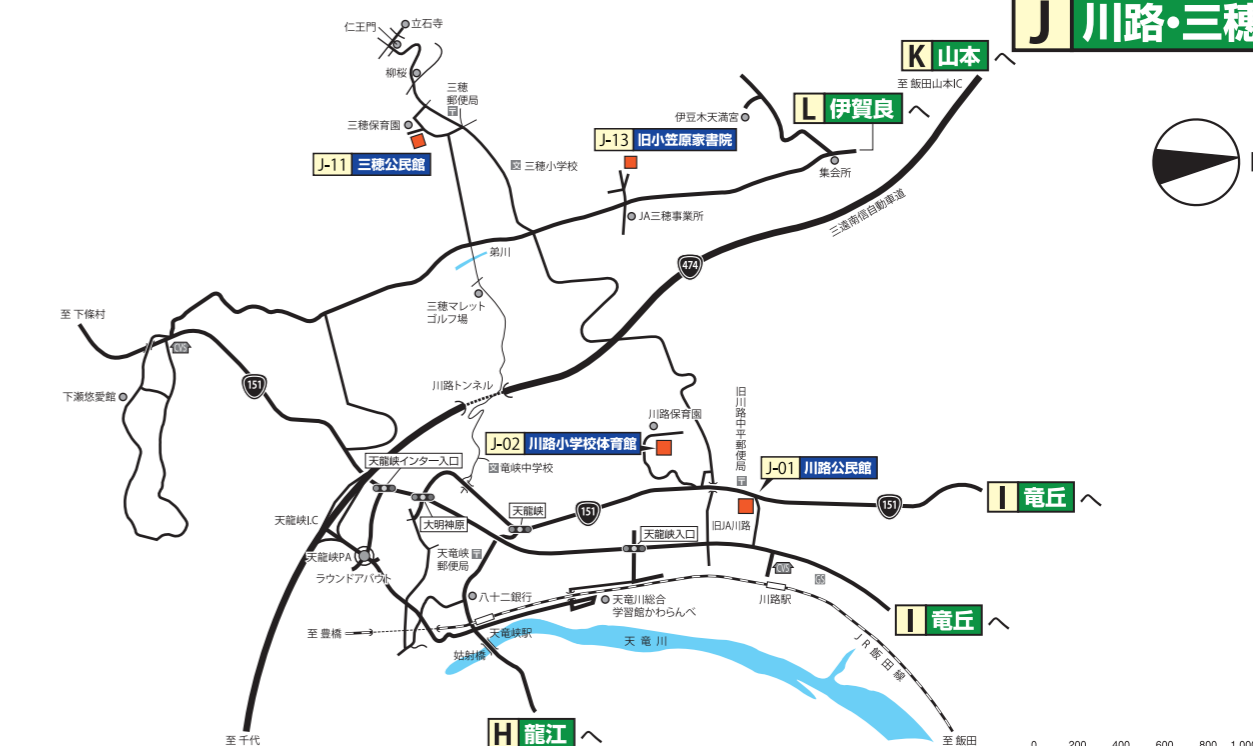 J 川路・三穂
K 山本 へ
至 飯田山本IC
L 伊賀良 へ
仁王門
立石寺
柳桜
三穂
郵便局
三穂保育園
J-11 三穂公民館
三穂小学校
伊豆木天満宮
J-13 旧小笠原家書院
集会所
JA三穂事業所
三遠南信自動車道
474
弟川
三穂マレット
ゴルフ場
至 下條村
CVS
151
下瀬悠愛館
川路トンネル
川路保育園
旧川路中平郵便局
J-02 川路小学校体育館
竜峡中学校
J-01 川路公民館
天龍峡インター入口
大明神原
天龍峡
151
151
I 竜丘 へ
旧JA川路
天龍峡入口
天龍峡I.C
天龍峡PA
ラウンドアバウト
天竜峡
郵便局
CVS
川路駅
八十二銀行
天竜川総合
学習館かわらんべ
I 竜丘 へ
至 豊橋
天竜峡駅
姑射橋
天竜川
JR飯田線
H 龍江 へ
至 千代
至 飯田
0 200 400 600 800